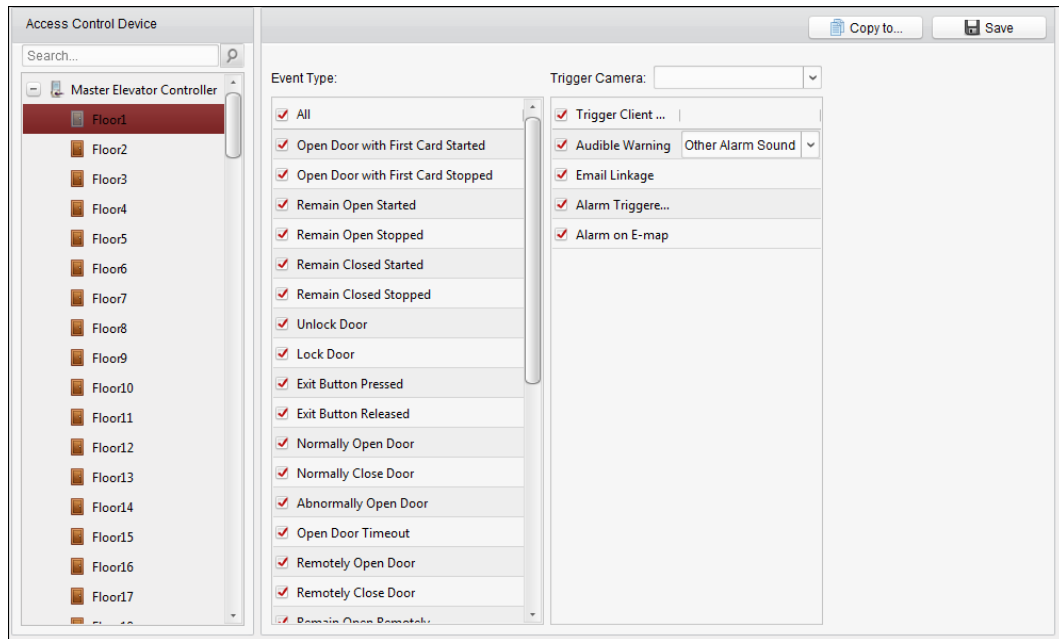 Access Control Device
Copy to...
Save
Search...
Master Elevator Controller
Floor1
Floor2
Floor3
Floor4
Floor5
Floor6
Floor7
Floor8
Floor9
Floor10
Floor11
Floor12
Floor13
Floor14
Floor15
Floor16
Floor17
Event Type:
All
Open Door with First Card Started
Open Door with First Card Stopped
Remain Open Started
Remain Open Stopped
Remain Closed Started
Remain Closed Stopped
Unlock Door
Lock Door
Exit Button Pressed
Exit Button Released
Normally Open Door
Normally Close Door
Abnormally Open Door
Open Door Timeout
Remotely Open Door
Remotely Close Door
Remain Open Remotely
Trigger Camera:
Trigger Client ...
Audible Warning Other Alarm Sound
Email Linkage
Alarm Triggere...
Alarm on E-map